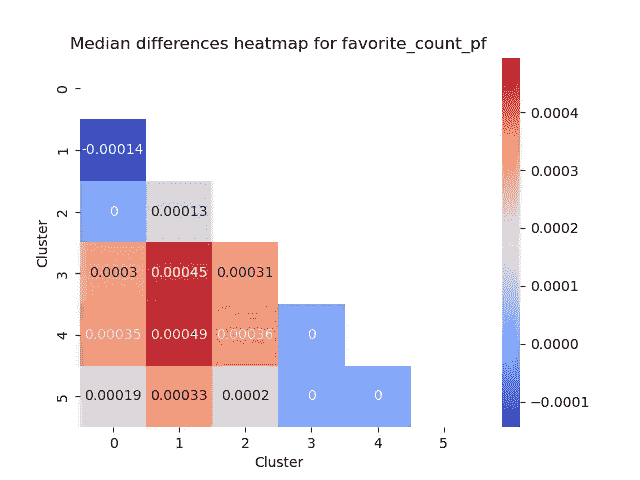 Median differences heatmap for favorite_count_pf
0
1 -0.00014
2 0 0.00013
3 0.0003 0.00045 0.00031
4 0.00035 0.00049 0.00036 0
5 0.00019 0.00033 0.0002 0 0
0 1 2 3 4 5
Cluster
Cluster
0.0004
0.0003
0.0002
0.0001
0.0000
−0.0001